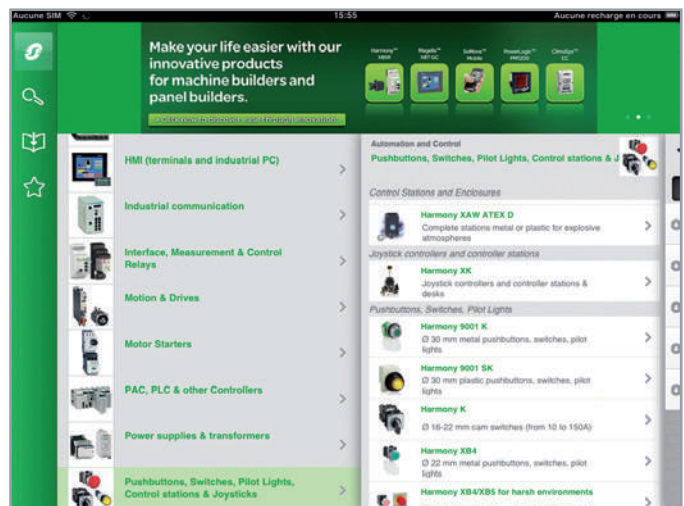 Aucune SIM
15:55
Aucune recharge en cours
Make your life easier with our
innovative products
for machine builders and
panel builders.
Harmony™
XB5R
Magelis™
SoMove™
Mobile
PowerLogic™
PM3200
HMI (terminals and industrial PC)
Industrial communication
Interface, Measurement & Control
Relays
Motion & Drives
Motor Starters
PAC, PLC & other Controllers
Power supplies & transformers
Pushbuttons, Switches, Pilot Lights,
Control stations & Joysticks
Automation and Control
Pushbuttons, Switches, Pilot Lights, Control stations & J
Control Stations and Enclosures
Harmony XAW ATEX D
Complete stations metal or plastic for explosive
atmospheres
Joystick controllers and controller stations
Harmony XK
Joystick controllers and controller stations &
desks
Pushbuttons, Switches, Pilot Lights
Harmony 9001 K
Ø 30 mm metal pushbuttons, switches, pilot
lights
Harmony 9001 SK
Ø 30 mm plastic pushbuttons, switches, pilot
lights
Harmony K
Ø 16-22 mm cam switches (from 10 to 150A)
Harmony XB4
Ø 22 mm metal pushbuttons, switches, pilot
lights
Harmony XB4/XB5 for harsh environments